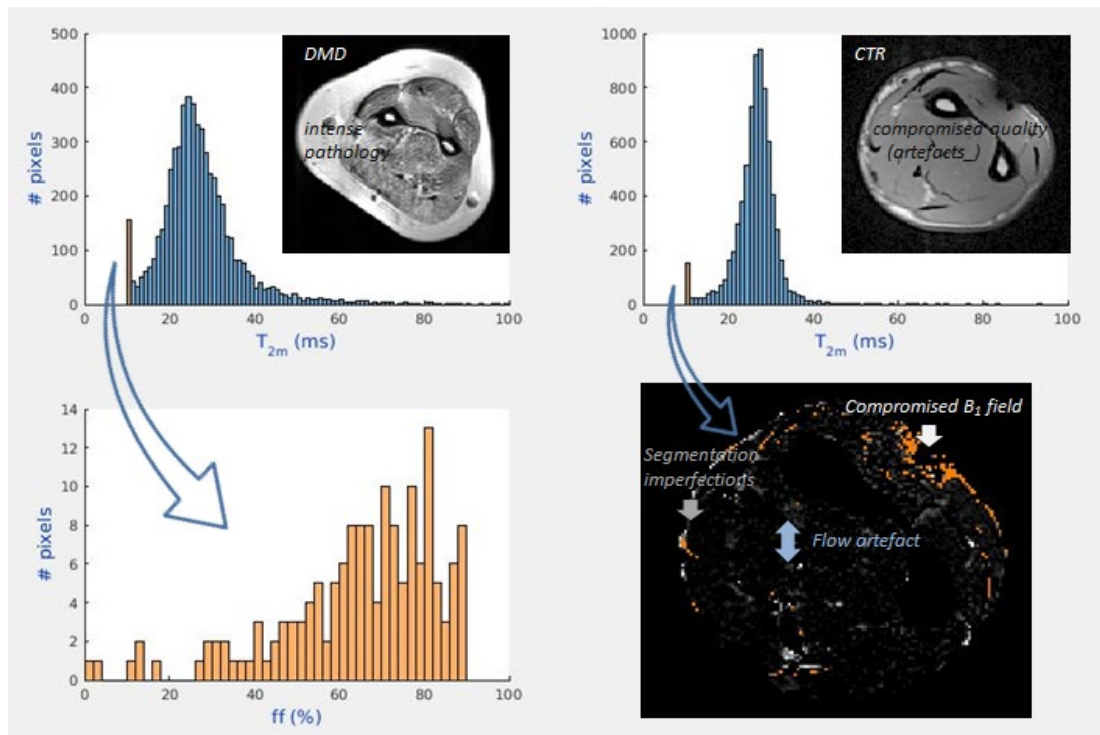 500
400
300
200
100
0
# pixels
0 20 40 60 80 100
T2m (ms)
DMD
intense
pathology
1000
800
600
400
200
0
# pixels
0 20 40 60 80 100
T2m (ms)
CTR
compromised quality
(artefacts_)
14
12
10
8
6
4
2
0
# pixels
0 20 40 60 80 100
ff (%)
Compromised B1 field
Segmentation
imperfections
Flow artefact